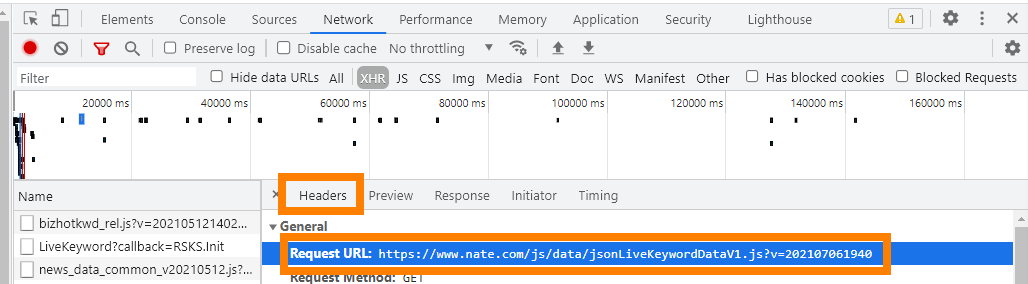 Elements Console Sources Network Performance Memory Application Security Lighthouse 1
Preserve log Disable cache No throttling
Filter Hide data URLs All XHR JS CSS Img Media Font Doc WS Manifest Other Has blocked cookies Blocked Requests
20000 ms 40000 ms 60000 ms 80000 ms 100000 ms 120000 ms 140000 ms 160000 ms
Name × Headers Preview Response Initiator Timing
bizhotkwd_rel.js?v=202105121402...
General
LiveKeyword?callback=RSKS.Init
Request URL: https://www.nate.com/js/data/jsonLiveKeywordDataV1.js?v=202107061940
news_data_common_v20210512.js?...
Request Method: GET